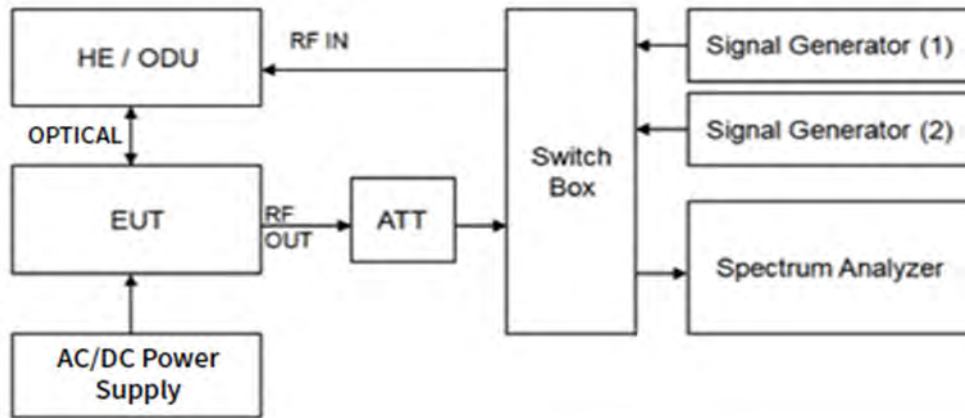 HE / ODU
RF IN
Signal Generator (1)
OPTICAL
Signal Generator (2)
Switch
Box
EUT
RF
OUT
ATT
Spectrum Analyzer
AC/DC Power
Supply